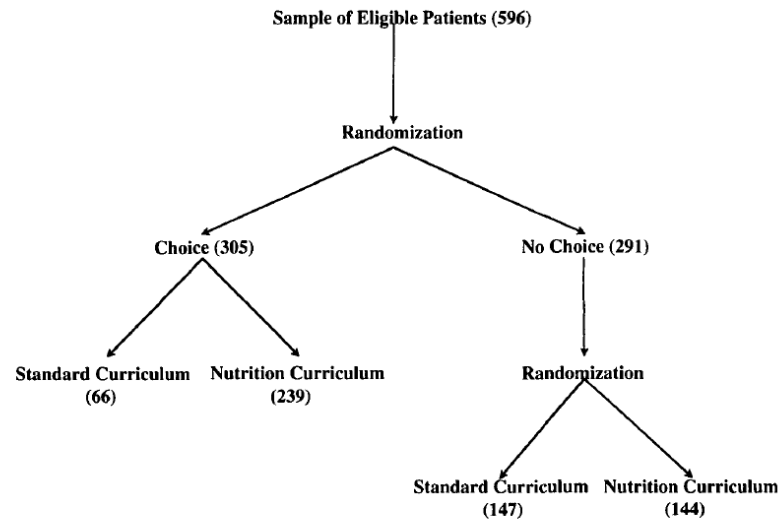 Sample of Eligible Patients (596)
Randomization
Choice (305)
No Choice (291)
Standard Curriculum
(66)
Nutrition Curriculum
(239)
Randomization
Standard Curriculum
(147)
Nutrition Curriculum
(144)